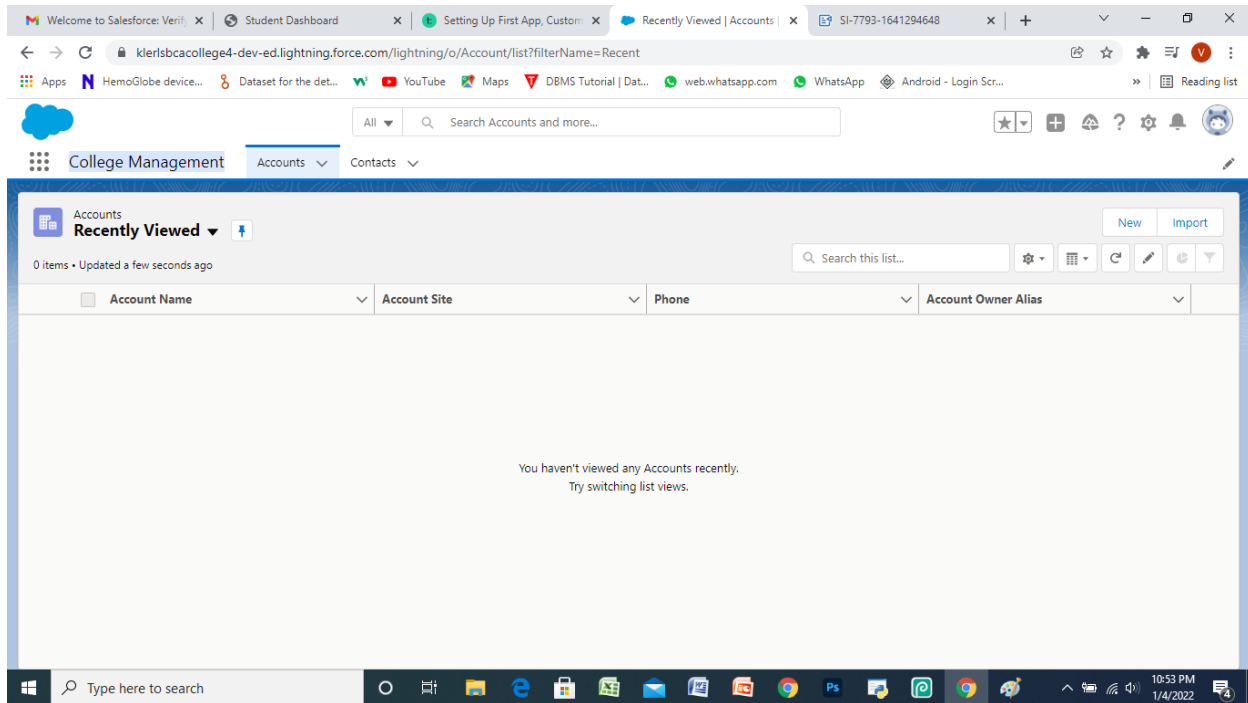 Welcome to Salesforce: Verif
Student Dashboard
Setting Up First App, Custom
Recently Viewed | Accounts |
SI-7793-1641294648
klerlsbcacollege4-dev-ed.lightning.force.com/lightning/o/Account/list?filterName=Recent
V
Apps
HemoGlobe device...
Dataset for the det...
YouTube
Maps
DBMS Tutorial | Dat...
web.whatsapp.com
WhatsApp
Android - Login Scr...
»
Reading list
All
Search Accounts and more...
College Management
Accounts
Contacts
Accounts
Recently Viewed
New
Import
0 items • Updated a few seconds ago
Search this list...
Account Name
Account Site
Phone
Account Owner Alias
You haven't viewed any Accounts recently.
Try switching list views.
Type here to search
Ps
10:53 PM
1/4/2022
4